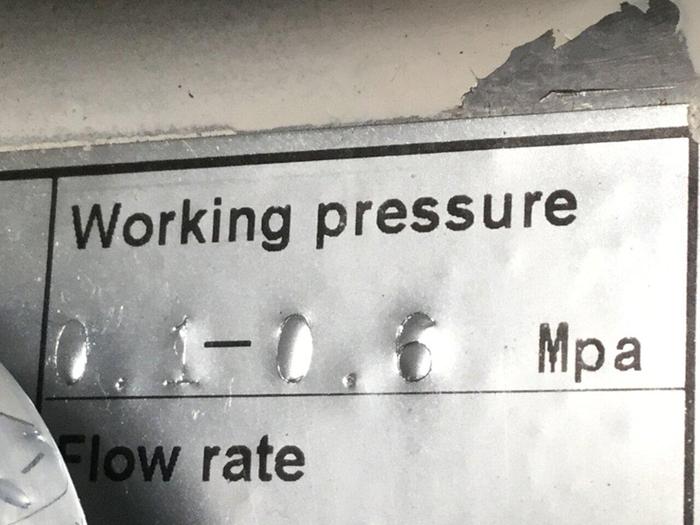 Working pressure
0.1-0.6 Mpa
Flow rate